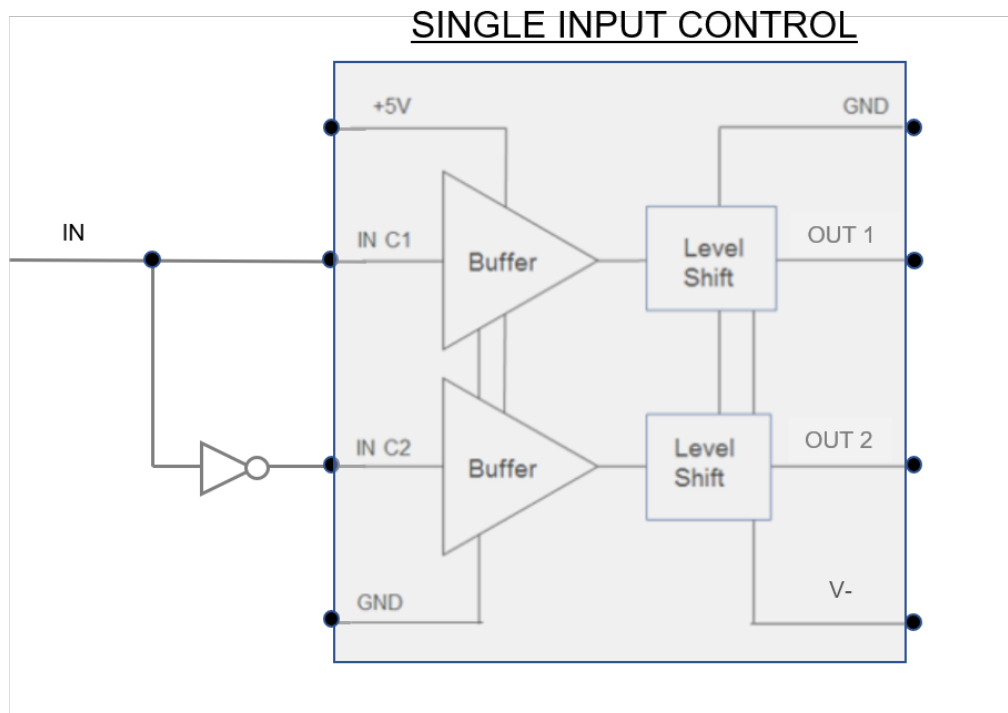 SINGLE INPUT CONTROL
+5V
GND
IN
IN C1
Buffer
Level
Shift
OUT 1
IN C2
Buffer
Level
Shift
OUT 2
GND
V-